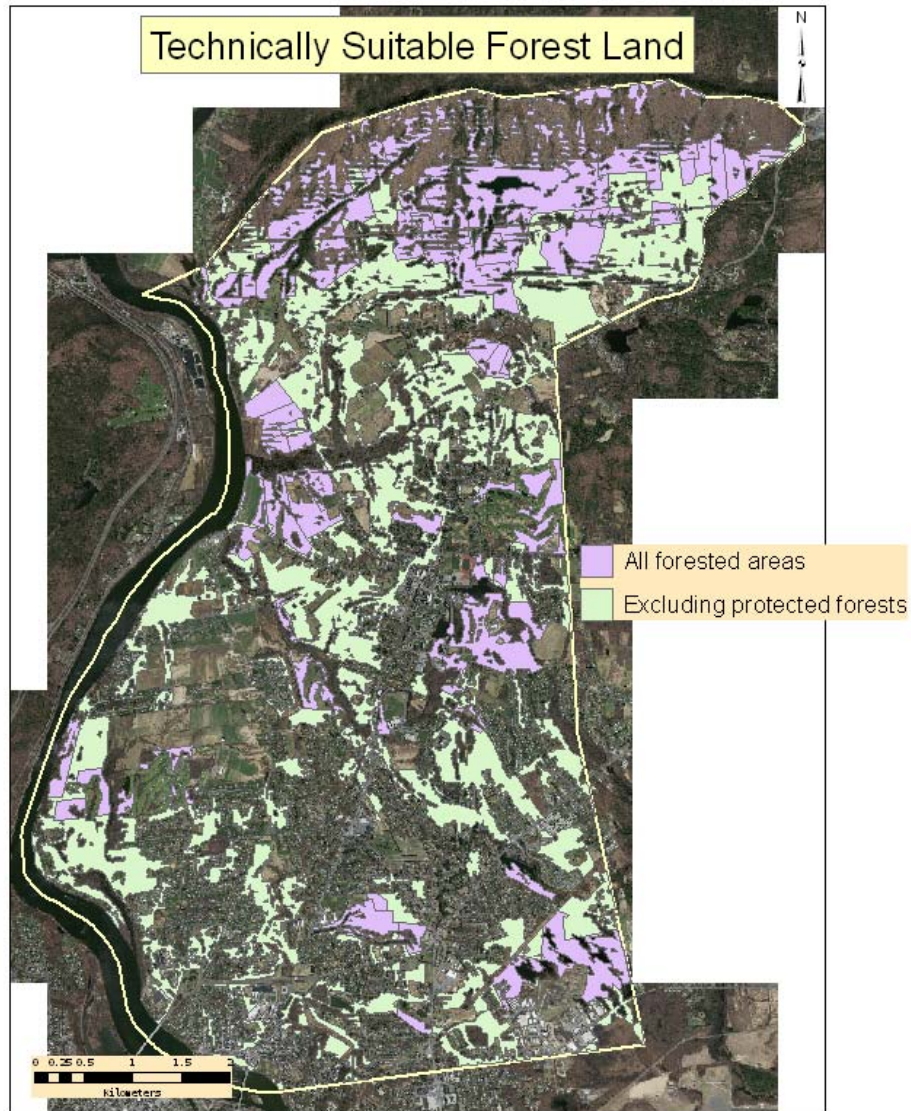 Technically Suitable Forest Land
N
All forested areas
Excluding protected forests
0 0.25 0.5 1 1.5 2
Kilometers